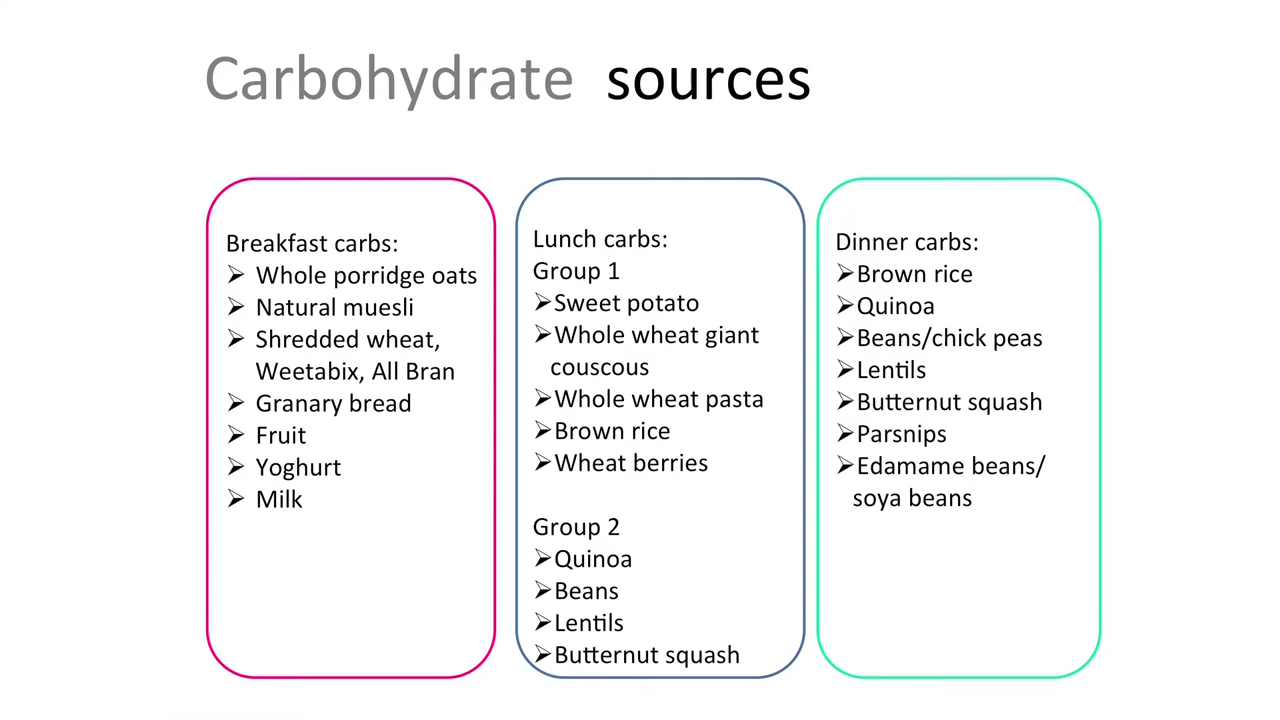 Carbohydrate sources
Breakfast carbs:
➢ Whole porridge oats
➢ Natural muesli
➢ Shredded wheat,
Weetabix, All Bran
➢ Granary bread
➢ Fruit
➢ Yoghurt
➢ Milk
Lunch carbs:
Group 1
➢Sweet potato
➢Whole wheat giant
couscous
➢Whole wheat pasta
➢Brown rice
➢Wheat berries
Group 2
➢Quinoa
➢Beans
➢Lentils
➢Butternut squash
Dinner carbs:
➢Brown rice
➢Quinoa
➢Beans/chick peas
➢Lentils
➢Butternut squash
➢Parsnips
➢Edamame beans/
soya beans